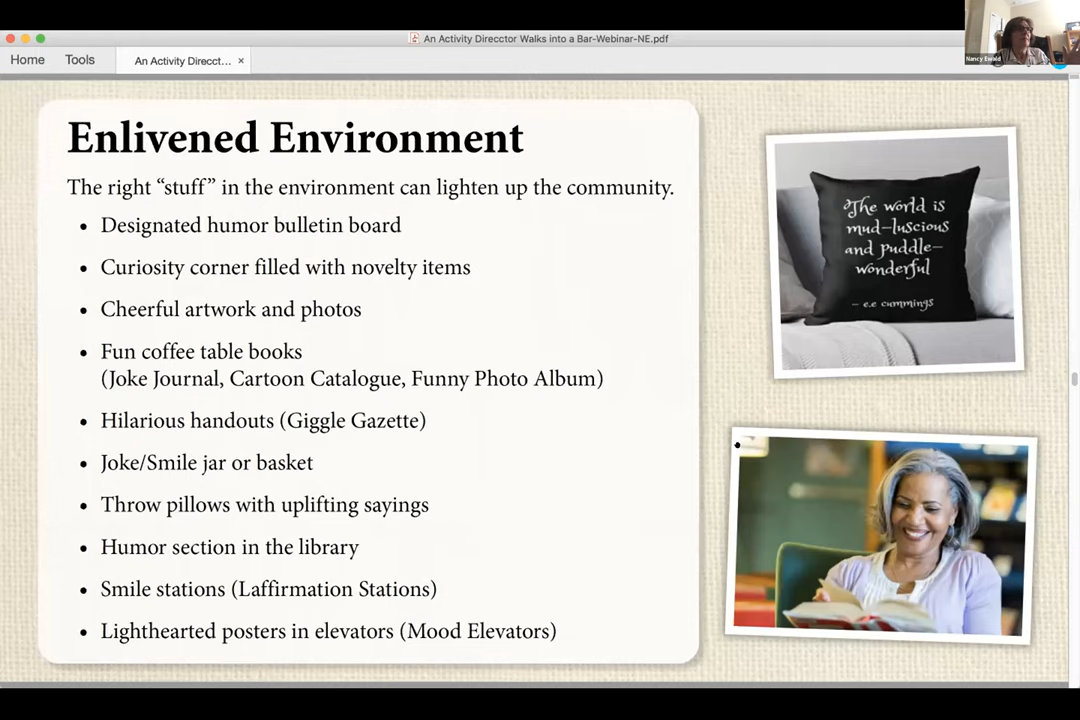 An Activity Direcctor Walks into a Bar-Webinar-NE.pdf
Home Tools An Activity Direcct... ×
Nancy Ewald
Enlivened Environment
The right “stuff” in the environment can lighten up the community.
• Designated humor bulletin board
• Curiosity corner filled with novelty items
• Cheerful artwork and photos
• Fun coffee table books
(Joke Journal, Cartoon Catalogue, Funny Photo Album)
• Hilarious handouts (Giggle Gazette)
• Joke/Smile jar or basket
• Throw pillows with uplifting sayings
• Humor section in the library
• Smile stations (Laffirmation Stations)
• Lighthearted posters in elevators (Mood Elevators)
The world is
mud-luscious
and puddle-
wonderful
- e.e cummings